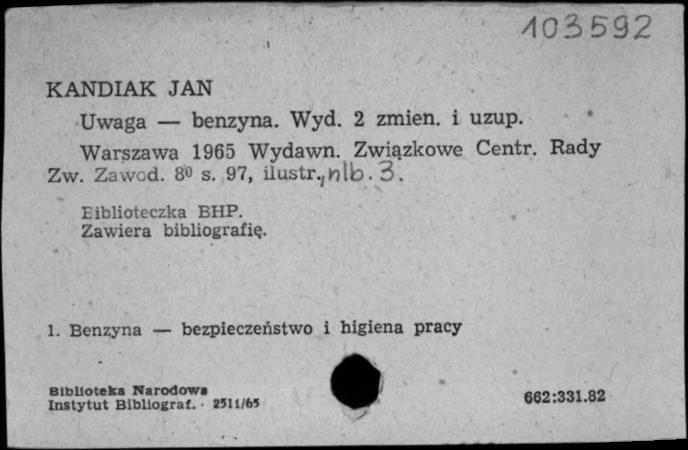 103592
KANDIAK JAN
Uwaga — benzyna. Wyd. 2 zmien. i uzup.
Warszawa 1965 Wydawn. Związkowe Centr. Rady
Zw. Zawod. 8⁰ s. 97, ilustr., nlb. 3.
Biblioteczka BHP.
Zawiera bibliografię.
1. Benzyna — bezpieczeństwo i higiena pracy
Biblioteka Narodowa
Instytut Bibliograf. 2511/65
662:331.82